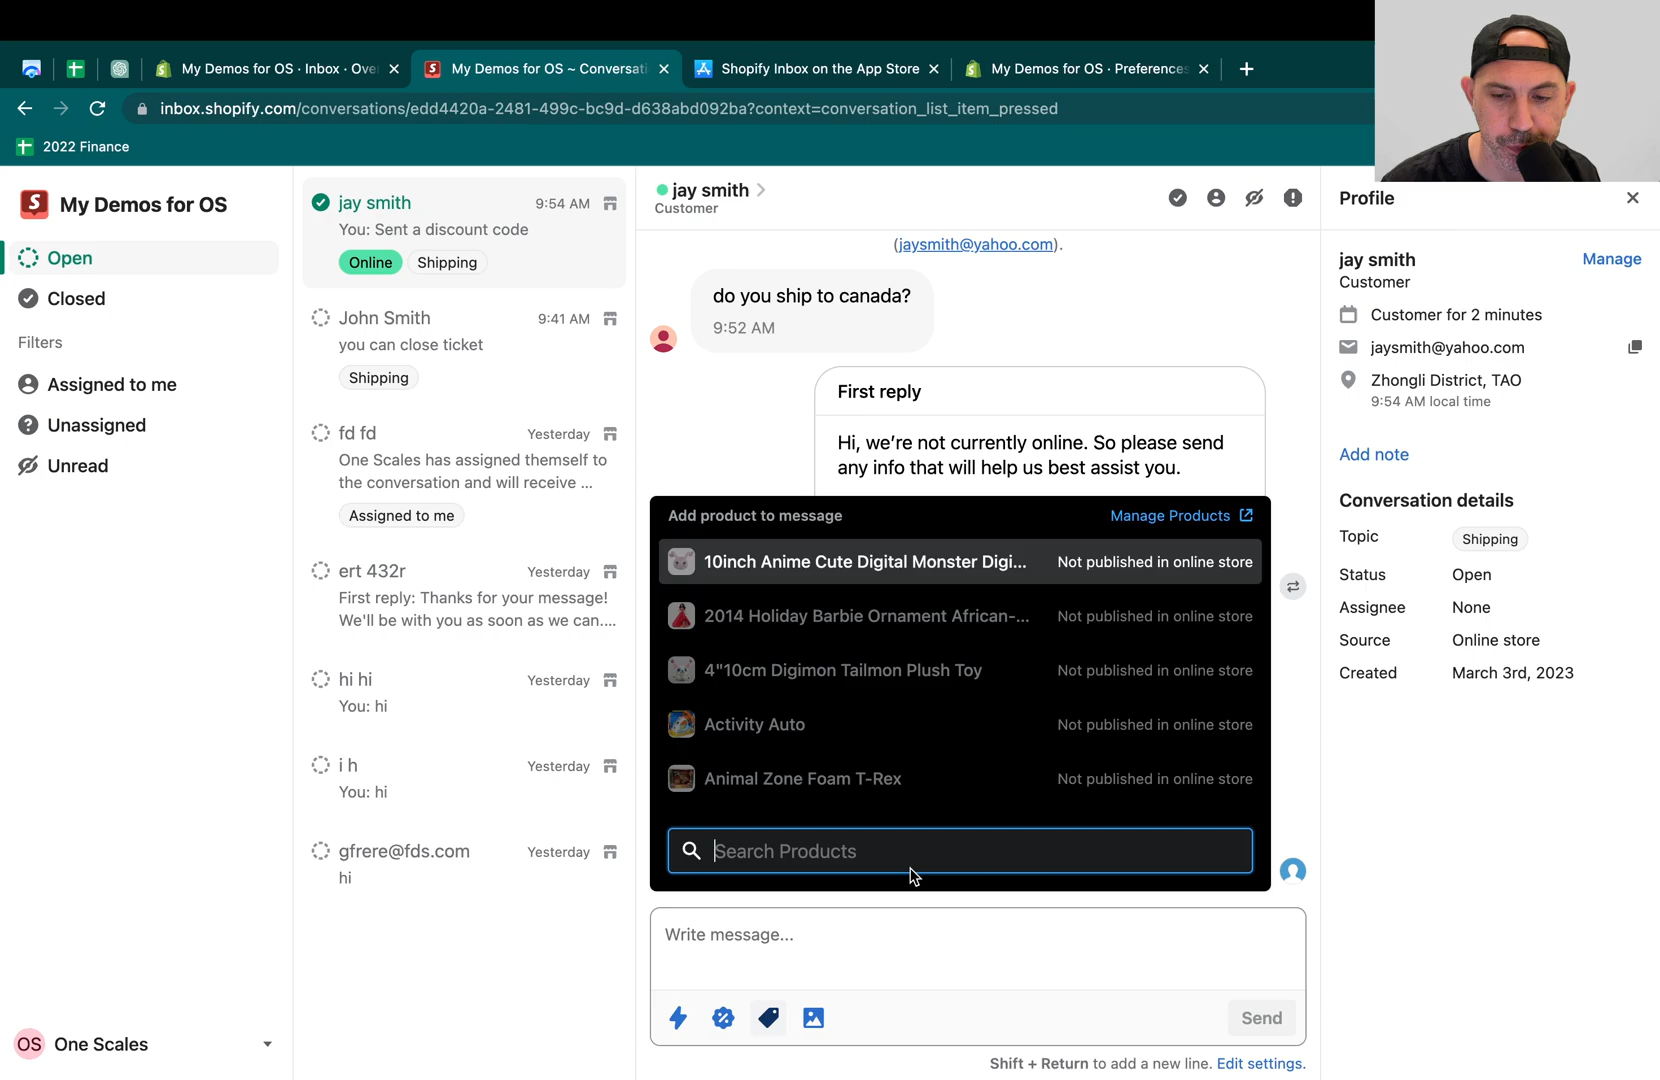 My Demos for OS · Inbox · Ove
My Demos for OS ~ Conversati
Shopify Inbox on the App Store
My Demos for OS · Preferences
inbox.shopify.com/conversations/edd4420a-2481-499c-bc9d-d638abd092ba?context=conversation_list_item_pressed
2022 Finance
My Demos for OS
Open
Closed
Filters
Assigned to me
Unassigned
Unread
OS One Scales
jay smith 9:54 AM
You: Sent a discount code
Online Shipping
John Smith 9:41 AM
you can close ticket
Shipping
fd fd Yesterday
One Scales has assigned themself to
the conversation and will receive ...
Assigned to me
ert 432r Yesterday
First reply: Thanks for your message!
We'll be with you as soon as we can....
hi hi Yesterday
You: hi
i h Yesterday
You: hi
gfrere@fds.com Yesterday
hi
jay smith
Customer
(jaysmith@yahoo.com).
do you ship to canada?
9:52 AM
First reply
Hi, we're not currently online. So please send
any info that will help us best assist you.
Add product to message Manage Products
10inch Anime Cute Digital Monster Digi... Not published in online store
2014 Holiday Barbie Ornament African-... Not published in online store
4"10cm Digimon Tailmon Plush Toy Not published in online store
Activity Auto Not published in online store
Animal Zone Foam T-Rex Not published in online store
Search Products
Write message...
Send
Shift + Return to add a new line. Edit settings.
Profile
jay smith Manage
Customer
Customer for 2 minutes
jaysmith@yahoo.com
Zhongli District, TAO
9:54 AM local time
Add note
Conversation details
Topic Shipping
Status Open
Assignee None
Source Online store
Created March 3rd, 2023